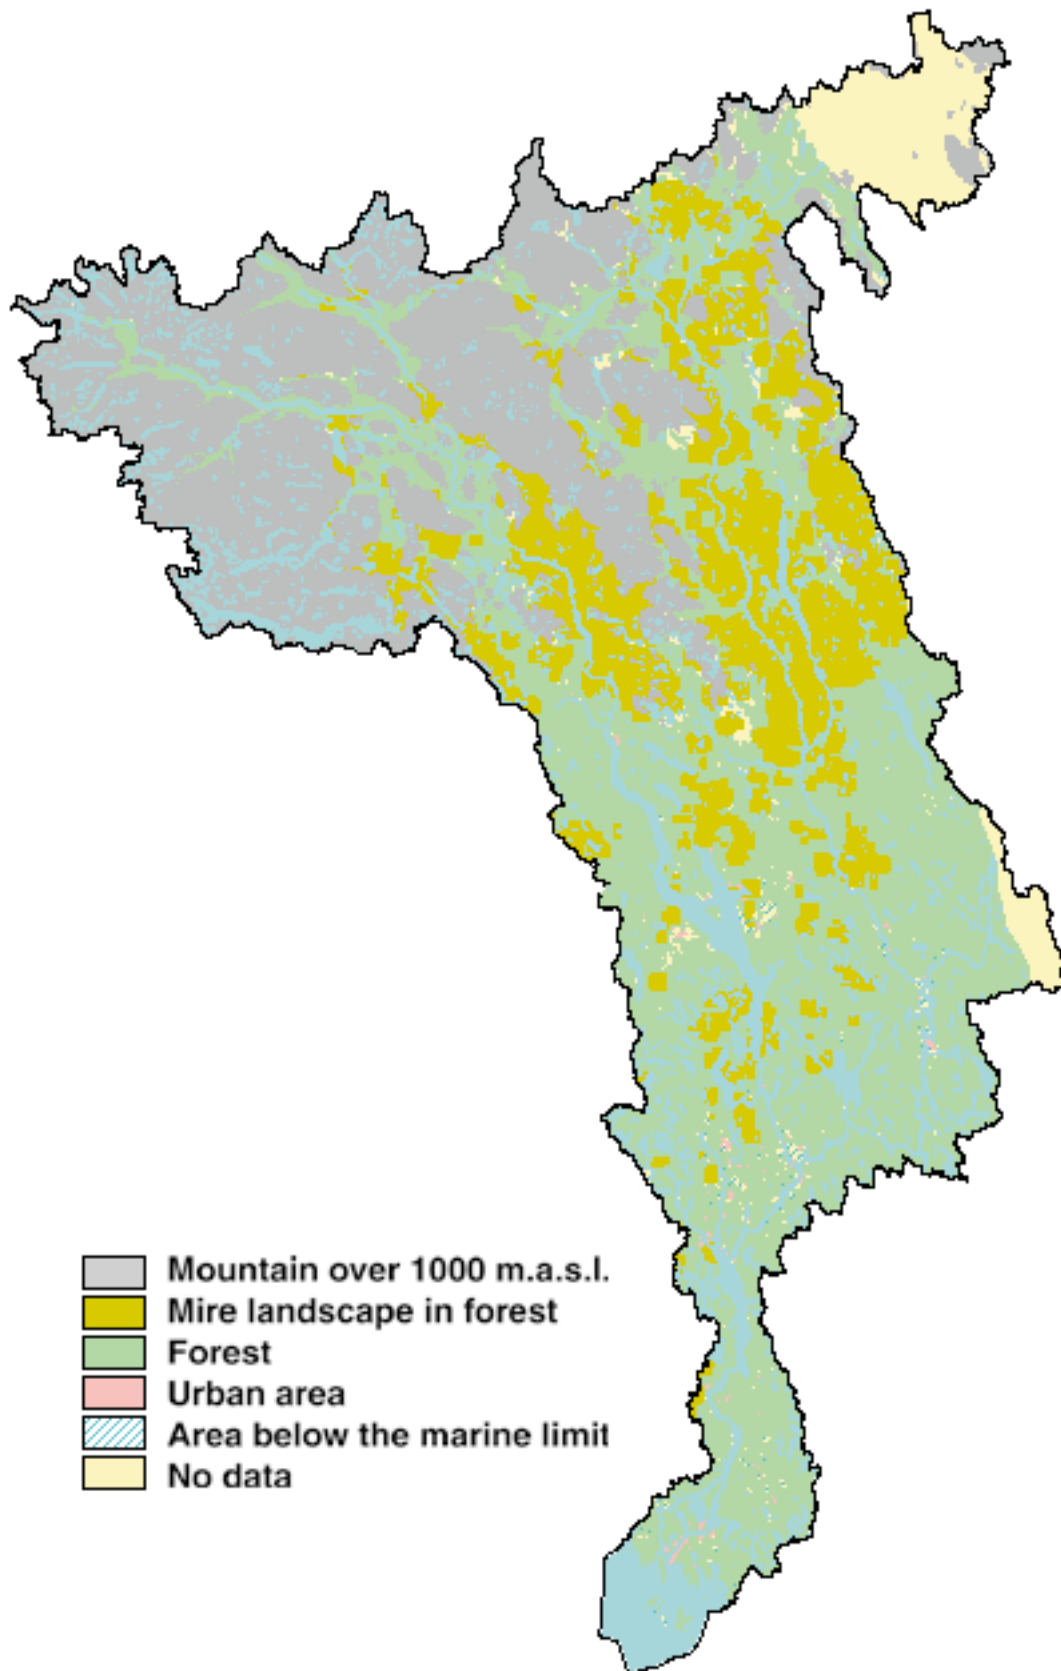 Mountain over 1000 m.a.s.l.
Mire landscape in forest
Forest
Urban area
Area below the marine limit
No data